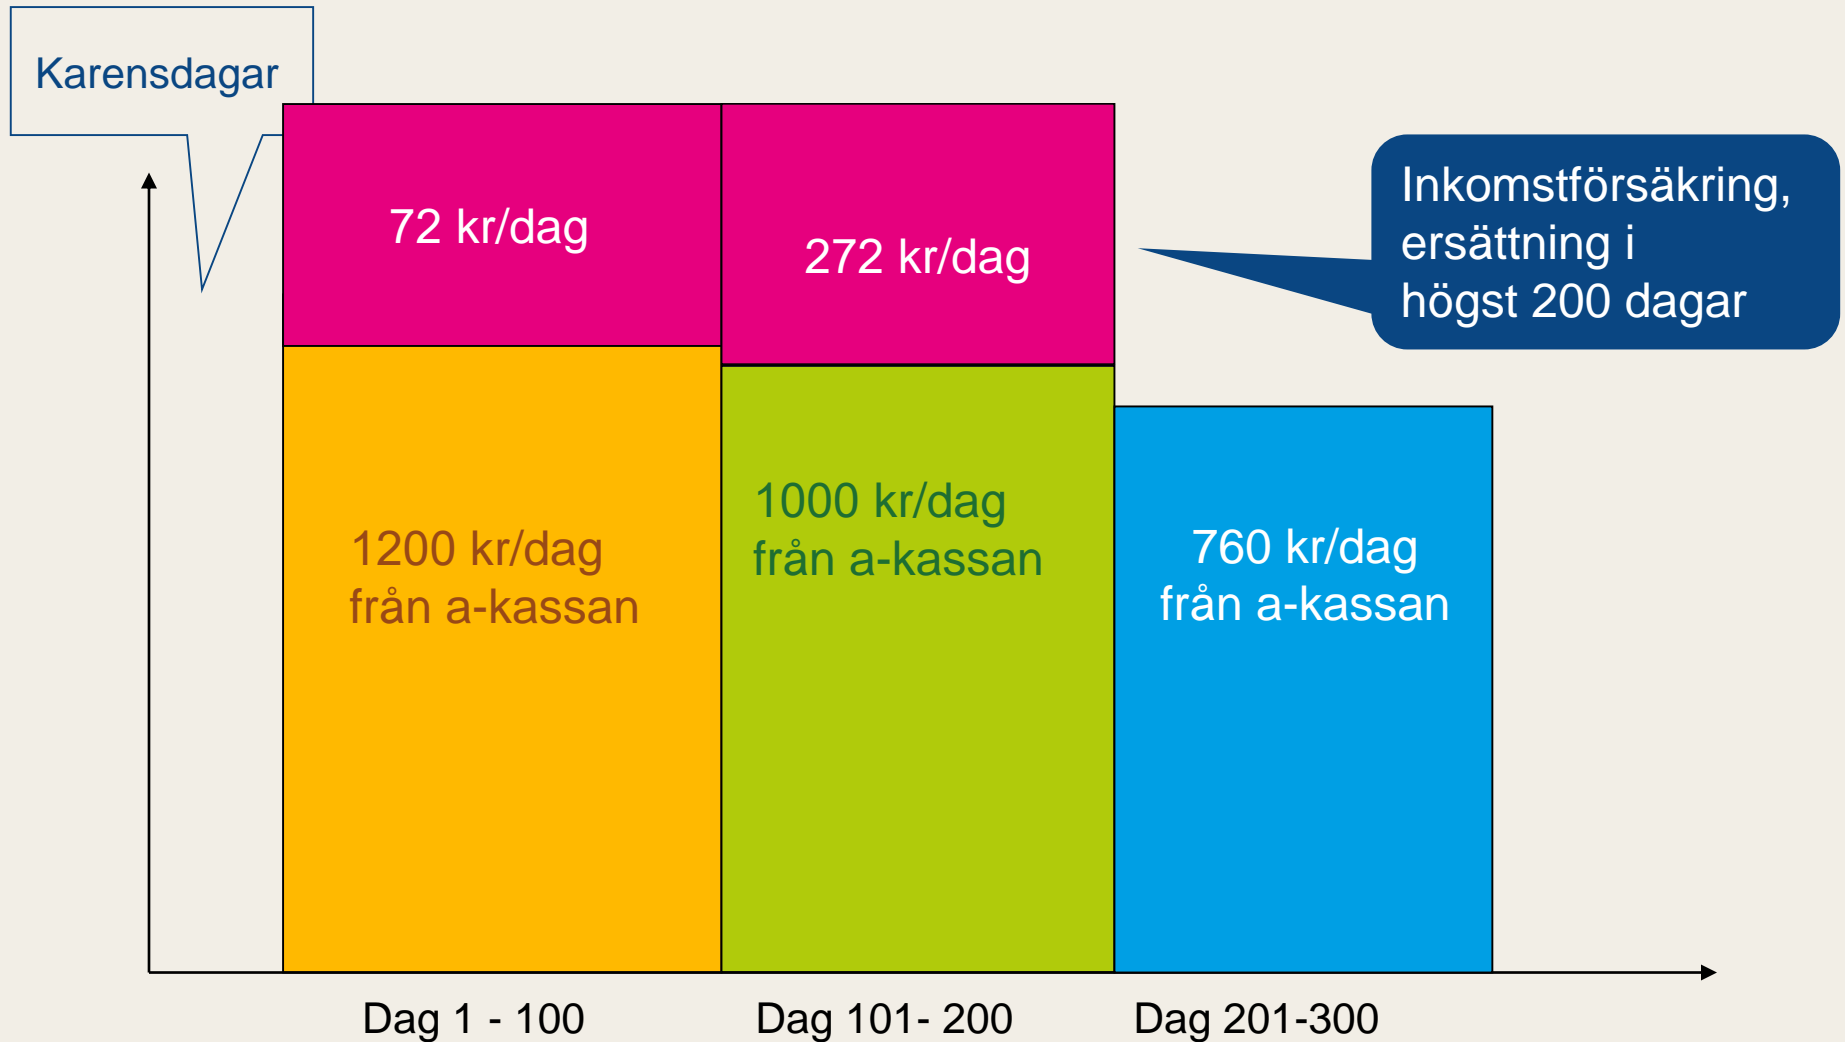 Karensdagar
72 kr/dag
272 kr/dag
Inkomstförsäkring,
ersättning i
högst 200 dagar
1200 kr/dag
från a-kassan
1000 kr/dag
från a-kassan
760 kr/dag
från a-kassan
Dag 1 - 100
Dag 101- 200
Dag 201-300